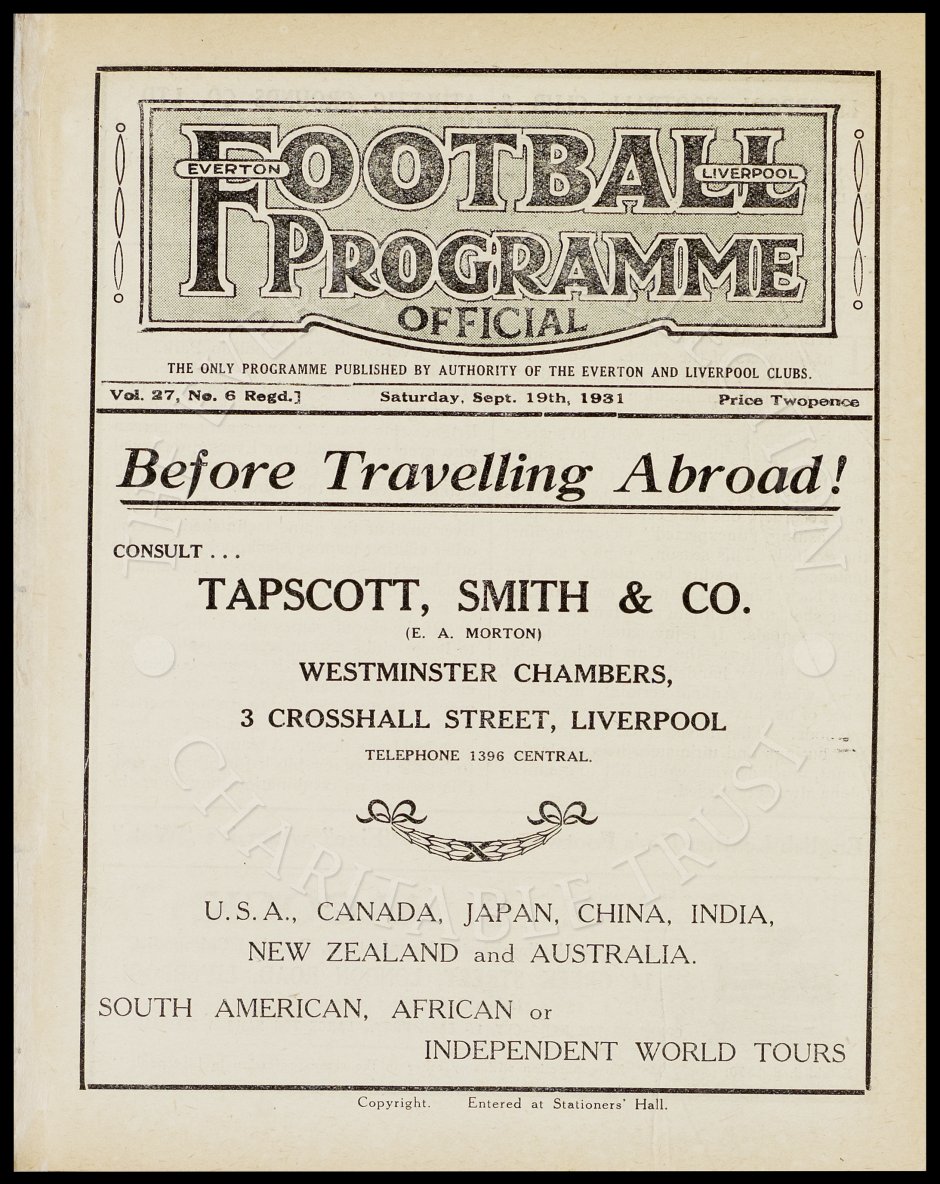 EVERTON
LIVERPOOL
FOOTBALL
PROGRAMME
OFFICIAL
THE ONLY PROGRAMME PUBLISHED BY AUTHORITY OF THE EVERTON AND LIVERPOOL CLUBS.
Vol. 27, No. 6 Regd.] Saturday, Sept. 19th, 1931 Price Twopence
Before Travelling Abroad!
CONSULT . . .
TAPSCOTT, SMITH & CO.
(E. A. MORTON)
WESTMINSTER CHAMBERS,
3 CROSSHALL STREET, LIVERPOOL
TELEPHONE 1396 CENTRAL.
U.S.A., CANADA, JAPAN, CHINA, INDIA,
NEW ZEALAND and AUSTRALIA.
SOUTH AMERICAN, AFRICAN or
INDEPENDENT WORLD TOURS
Copyright. Entered at Stationers' Hall.
CHARITABLE TRUST